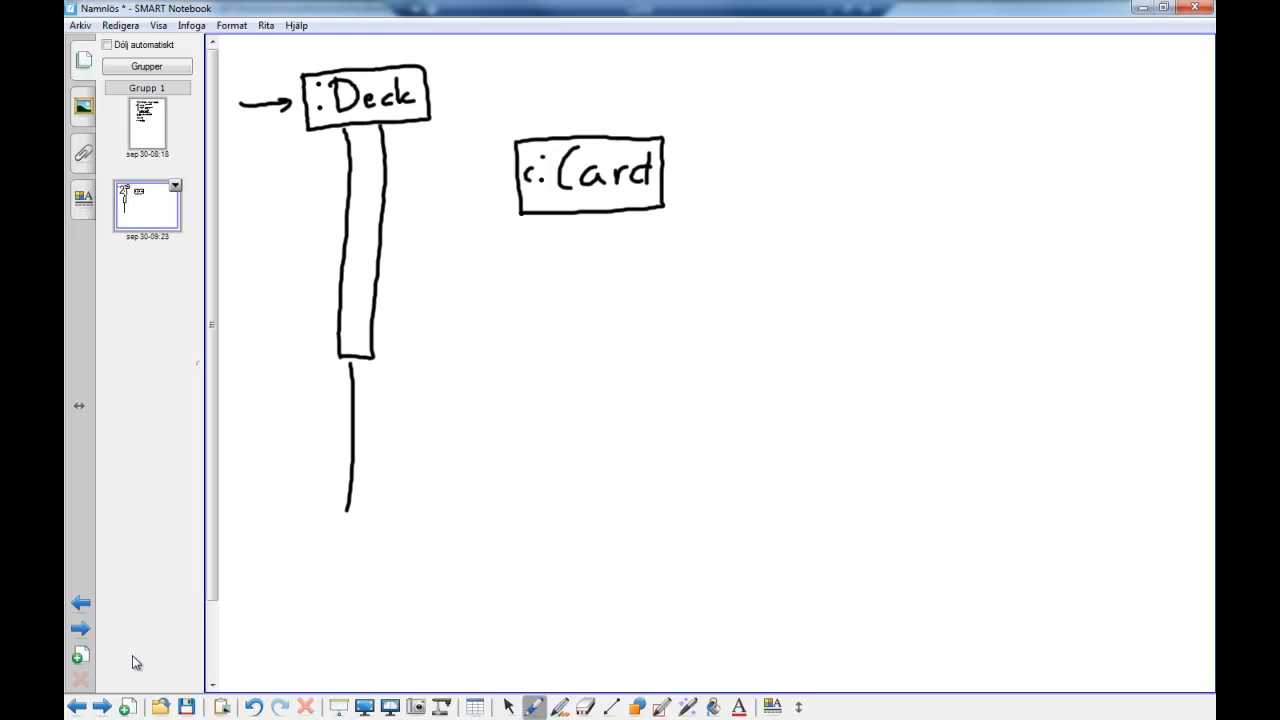 Namnlös * - SMART Notebook
Arkiv Redigera Visa Infoga Format Rita Hjälp
Dölj automatiskt
Grupper
Grupp 1
sep 30-08:18
sep 30-09:23
:Deck
c:Card